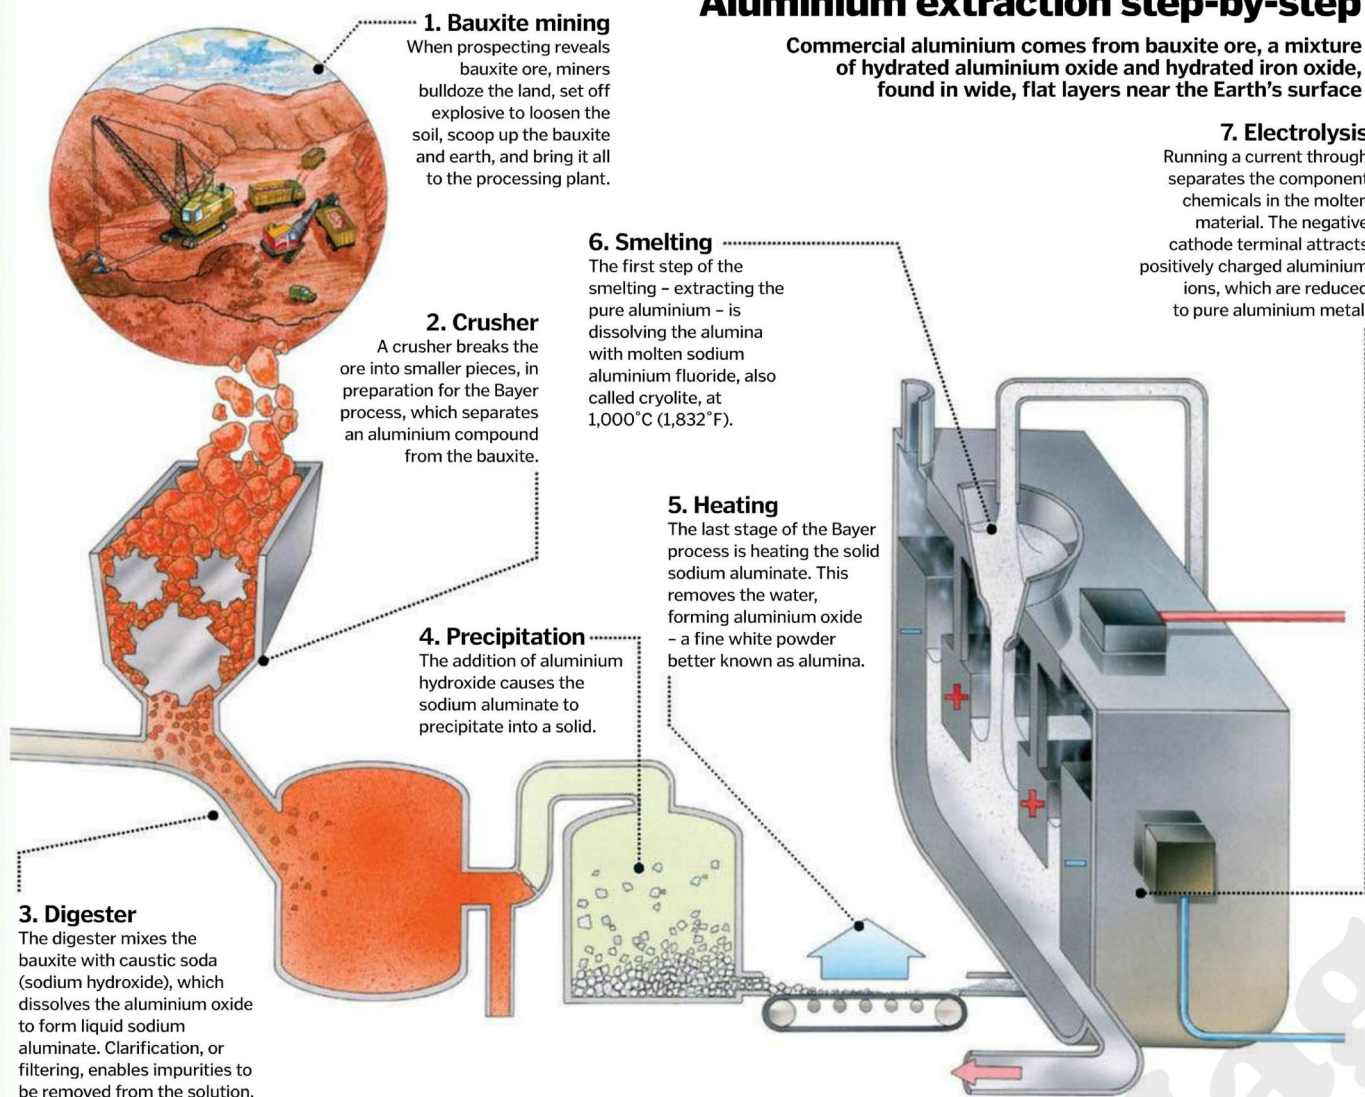 Aluminium extraction step-by-step
Commercial aluminium comes from bauxite ore, a mixture
of hydrated aluminium oxide and hydrated iron oxide,
found in wide, flat layers near the Earth's surface
1. Bauxite mining
When prospecting reveals
bauxite ore, miners
bulldoze the land, set off
explosive to loosen the
soil, scoop up the bauxite
and earth, and bring it all
to the processing plant.
2. Crusher
A crusher breaks the
ore into smaller pieces, in
preparation for the Bayer
process, which separates
an aluminium compound
from the bauxite.
3. Digester
The digester mixes the
bauxite with caustic soda
(sodium hydroxide), which
dissolves the aluminium oxide
to form liquid sodium
aluminate. Clarification, or
filtering, enables impurities to
be removed from the solution.
4. Precipitation
The addition of aluminium
hydroxide causes the
sodium aluminate to
precipitate into a solid.
5. Heating
The last stage of the Bayer
process is heating the solid
sodium aluminate. This
removes the water,
forming aluminium oxide
– a fine white powder
better known as alumina.
6. Smelting
The first step of the
smelting – extracting the
pure aluminium – is
dissolving the alumina
with molten sodium
aluminium fluoride, also
called cryolite, at
1,000˚C (1,832˚F).
7. Electrolysis
Running a current through
separates the component
chemicals in the molten
material. The negative
cathode terminal attracts
positively charged aluminium
ions, which are reduced
to pure aluminium metal
–
+
+
–